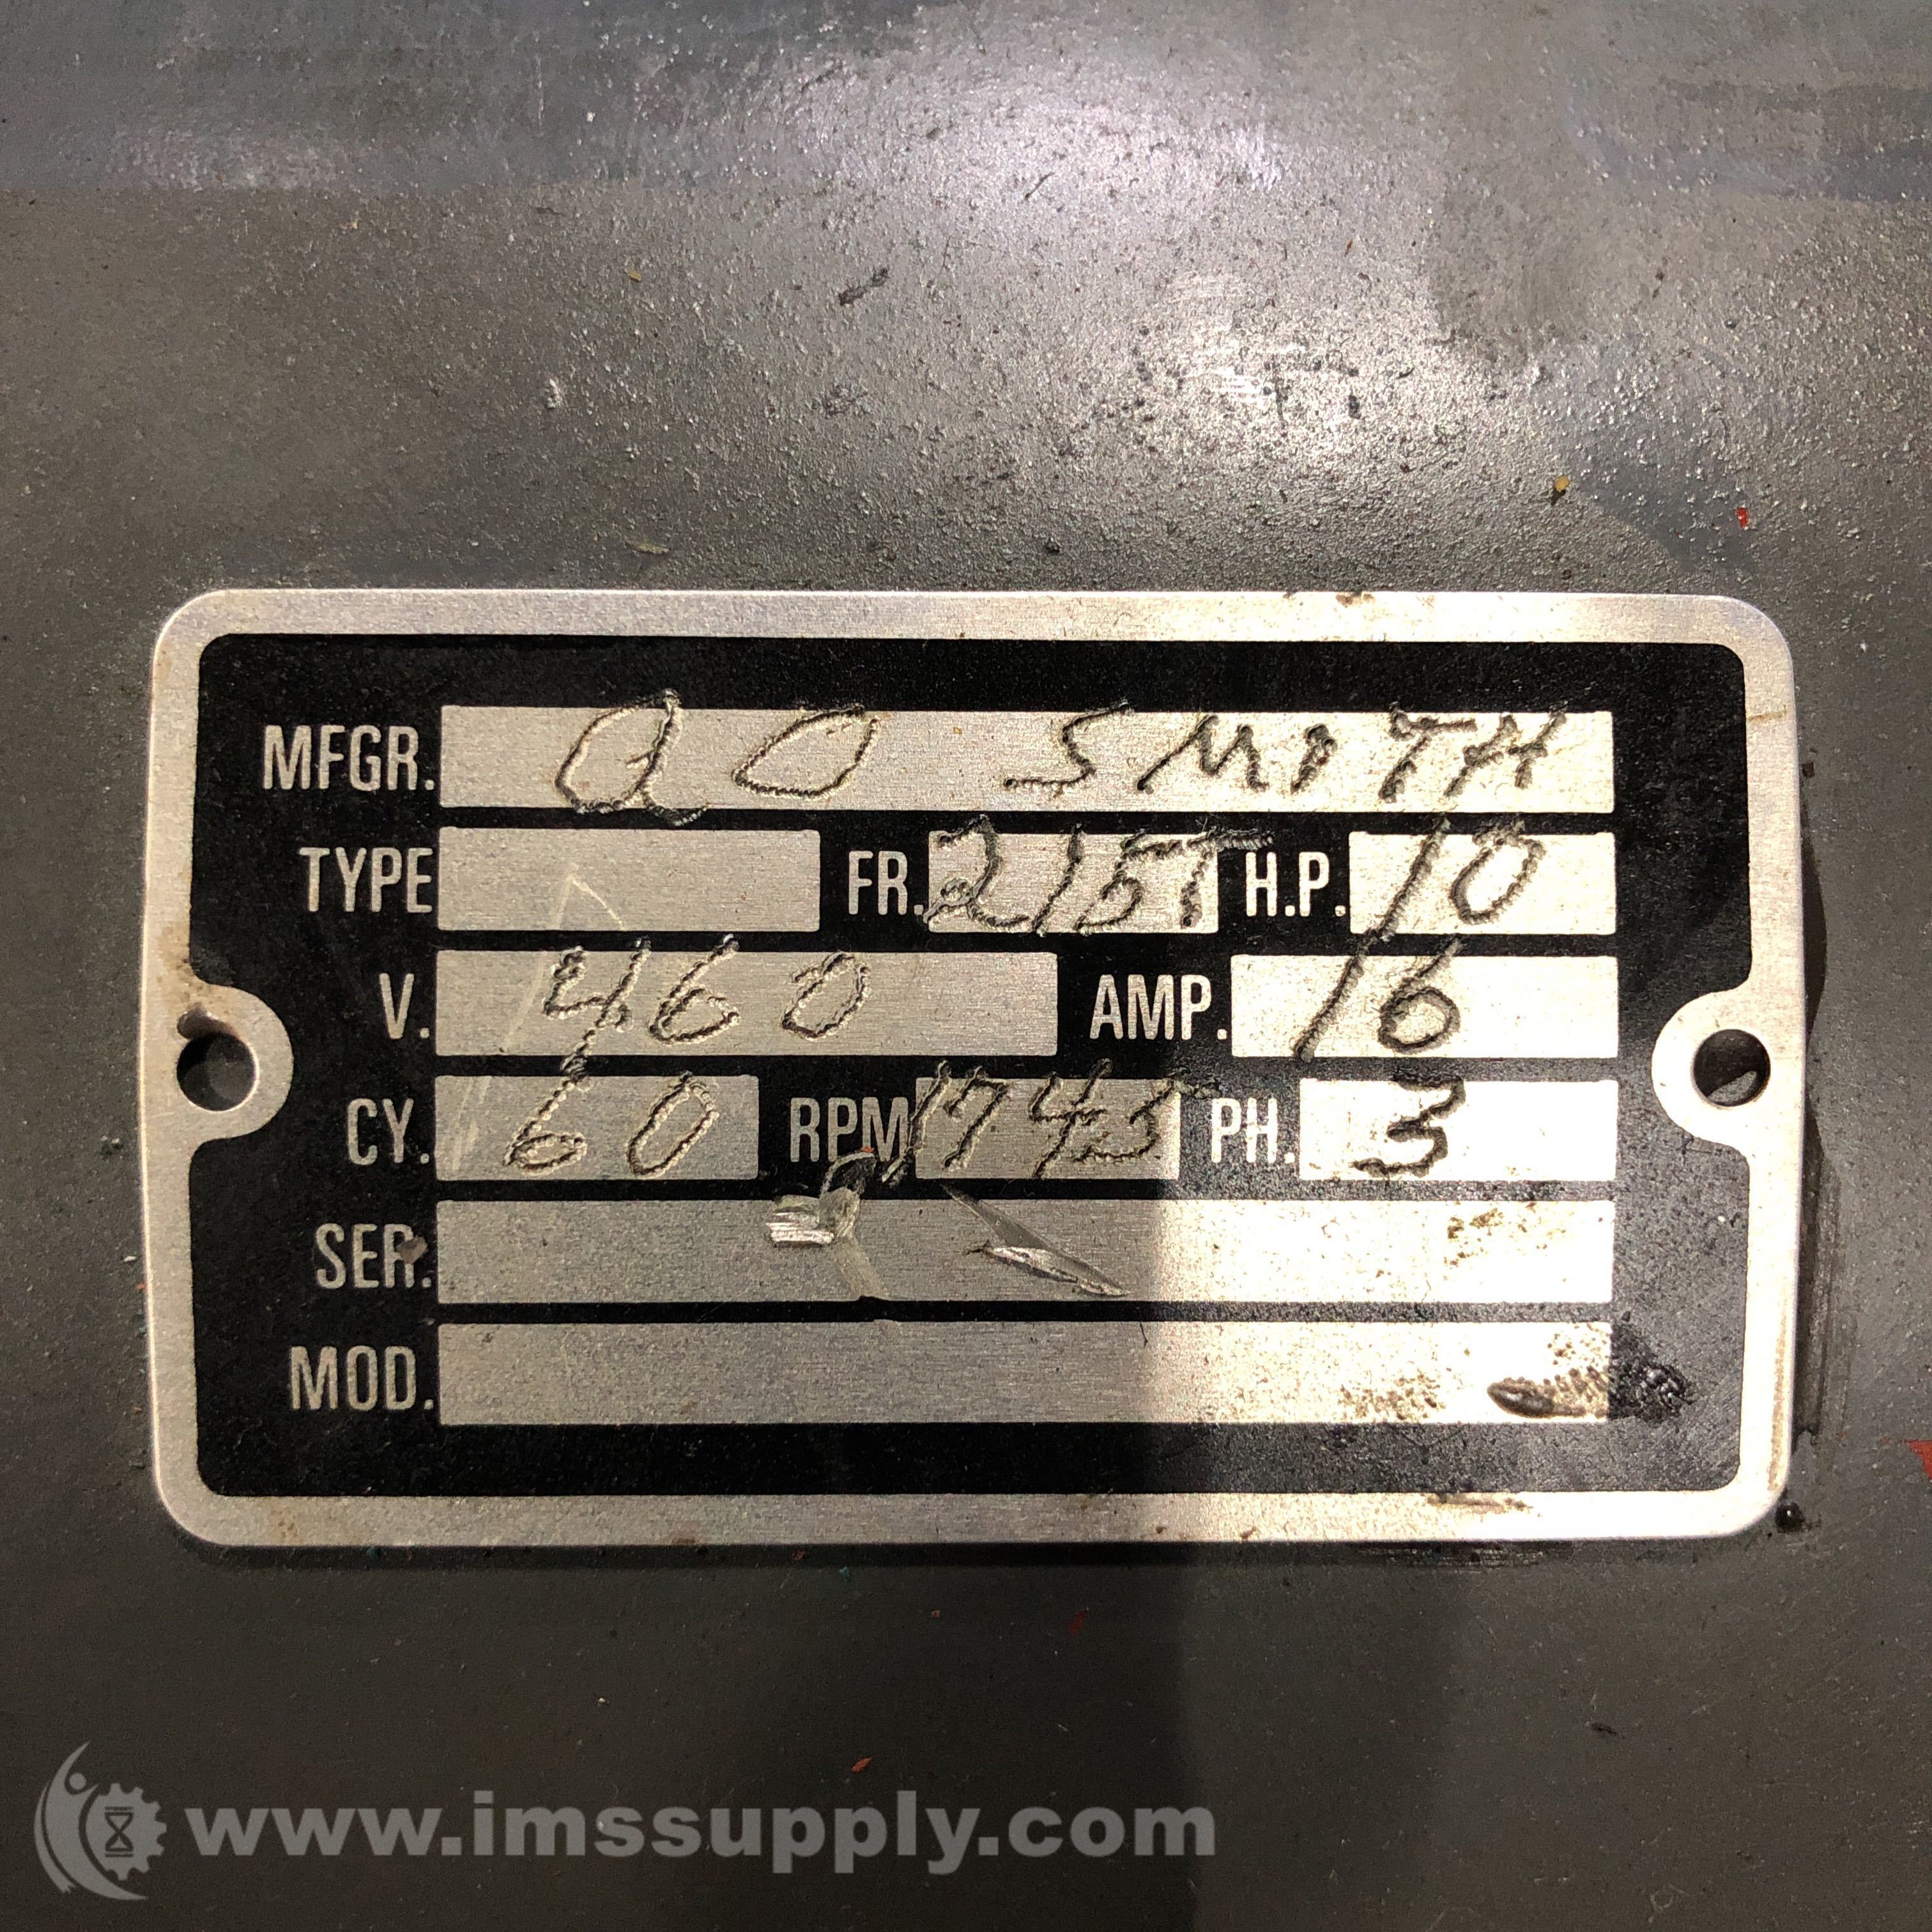 MFGR. a O SMiTH
TYPE FR. 215T H.P. 10
V. 460 AMP. 16
CY. 60 RPM 1745 PH. 3
SER.
MOD.
www.imssupply.com